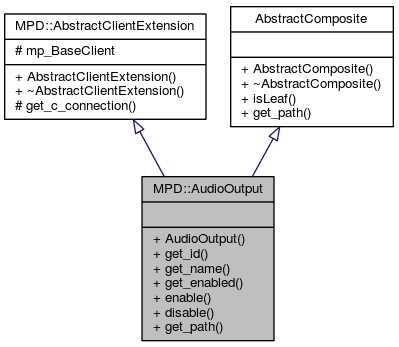 MPD::AbstractClientExtension
# mp_BaseClient
+ AbstractClientExtension()
+ ~AbstractClientExtension()
# get_c_connection()
AbstractComposite
+ AbstractComposite()
+ ~AbstractComposite()
+ isLeaf()
+ get_path()
MPD::AudioOutput
+ AudioOutput()
+ get_id()
+ get_name()
+ get_enabled()
+ enable()
+ disable()
+ get_path()